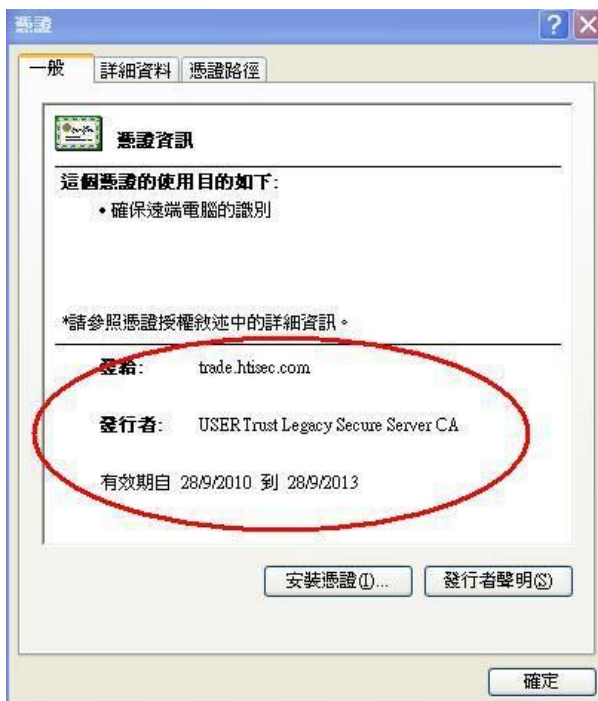 憑證
一般 詳細資料 憑證路徑
憑證資訊
這個憑證的使用目的如下:
• 確保遠端電腦的識別
*請參照憑證授權敘述中的詳細資訊。
發給: trade.htisec.com
發行者: USERTrust Legacy Secure Server CA
有效期自 28/9/2010 到 28/9/2013
安裝憑證(I)... 發行者聲明(S)
確定